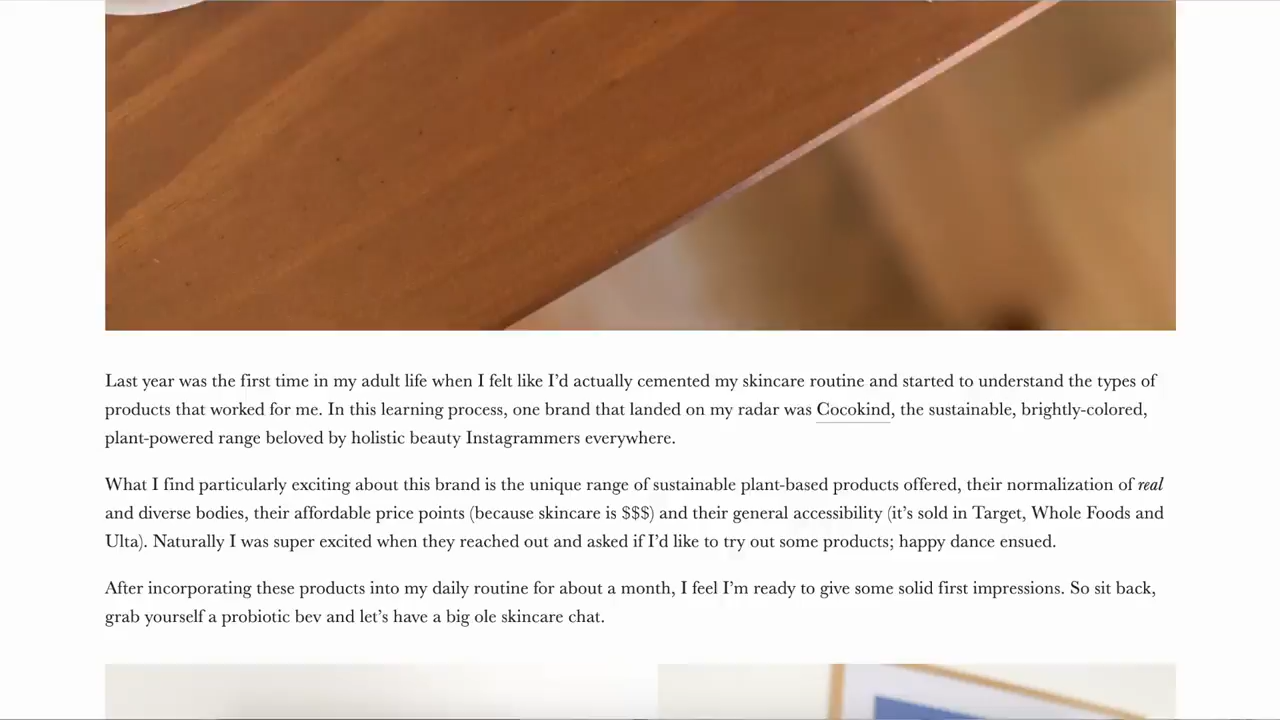 Last year was the first time in my adult life when I felt like I’d actually cemented my skincare routine and started to understand the types of
products that worked for me. In this learning process, one brand that landed on my radar was Cocokind, the sustainable, brightly-colored,
plant-powered range beloved by holistic beauty Instagrammers everywhere.
What I find particularly exciting about this brand is the unique range of sustainable plant-based products offered, their normalization of real
and diverse bodies, their affordable price points (because skincare is $$$) and their general accessibility (it’s sold in Target, Whole Foods and
Ulta). Naturally I was super excited when they reached out and asked if I’d like to try out some products; happy dance ensued.
After incorporating these products into my daily routine for about a month, I feel I’m ready to give some solid first impressions. So sit back,
grab yourself a probiotic bev and let’s have a big ole skincare chat.